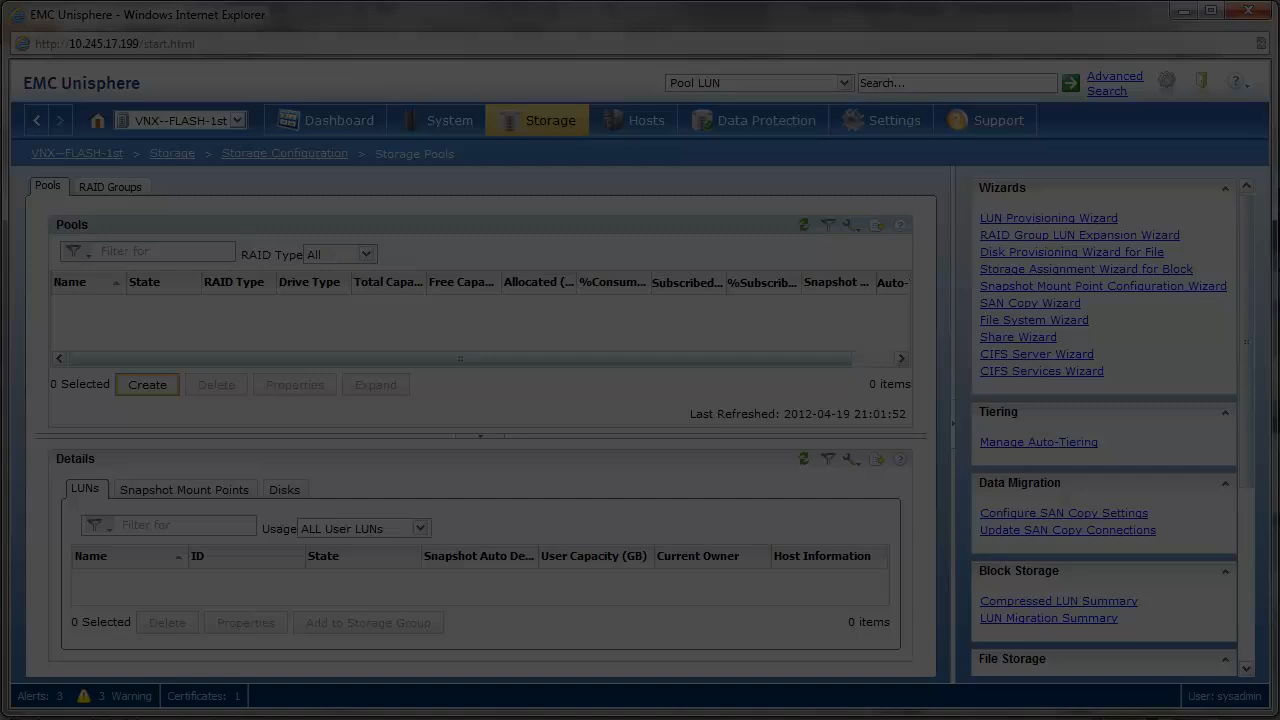 EMC Unisphere - Windows Internet Explorer
http://10.245.17.199/start.html
EMC Unisphere
Pool LUN
Search...
Advanced
Search
VNX--FLASH-1st
Dashboard
System
Storage
Hosts
Data Protection
Settings
Support
VNX--FLASH-1st > Storage > Storage Configuration > Storage Pools
Pools
RAID Groups
Pools
Filter for
RAID Type All
Name State RAID Type Drive Type Total Capa... Free Capa... Allocated (... %Consum... Subscribed... %Subscrib... Snapshot ... Auto-
0 Selected Create Delete Properties Expand 0 items
Last Refreshed: 2012-04-19 21:01:52
Details
LUNs Snapshot Mount Points Disks
Filter for
Usage ALL User LUNs
Name ID State Snapshot Auto De... User Capacity (GB) Current Owner Host Information
0 Selected Delete Properties Add to Storage Group 0 items
Wizards
LUN Provisioning Wizard
RAID Group LUN Expansion Wizard
Disk Provisioning Wizard for File
Storage Assignment Wizard for Block
Snapshot Mount Point Configuration Wizard
SAN Copy Wizard
File System Wizard
Share Wizard
CIFS Server Wizard
CIFS Services Wizard
Tiering
Manage Auto-Tiering
Data Migration
Configure SAN Copy Settings
Update SAN Copy Connections
Block Storage
Compressed LUN Summary
LUN Migration Summary
File Storage
Alerts: 3 3 Warning Certificates: 1 User: sysadmin